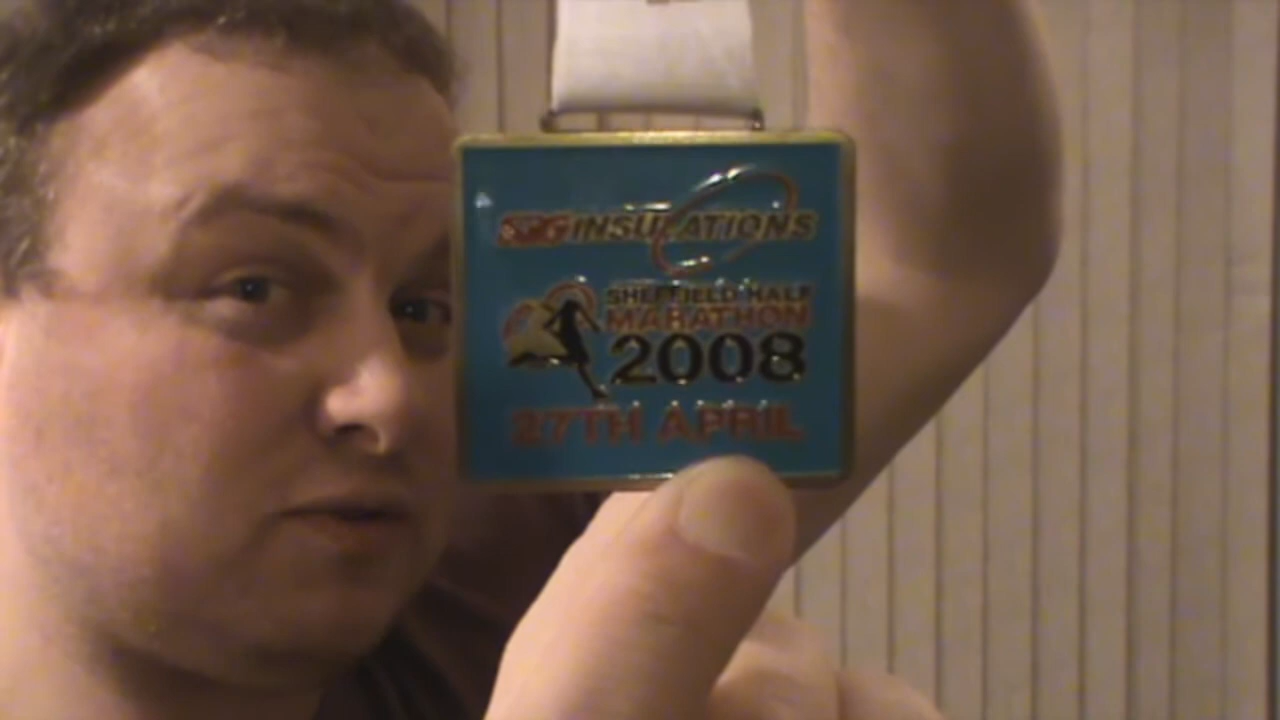 INSULATIONS
SHEFFIELD HALF
MARATHON
2008
27TH APRIL